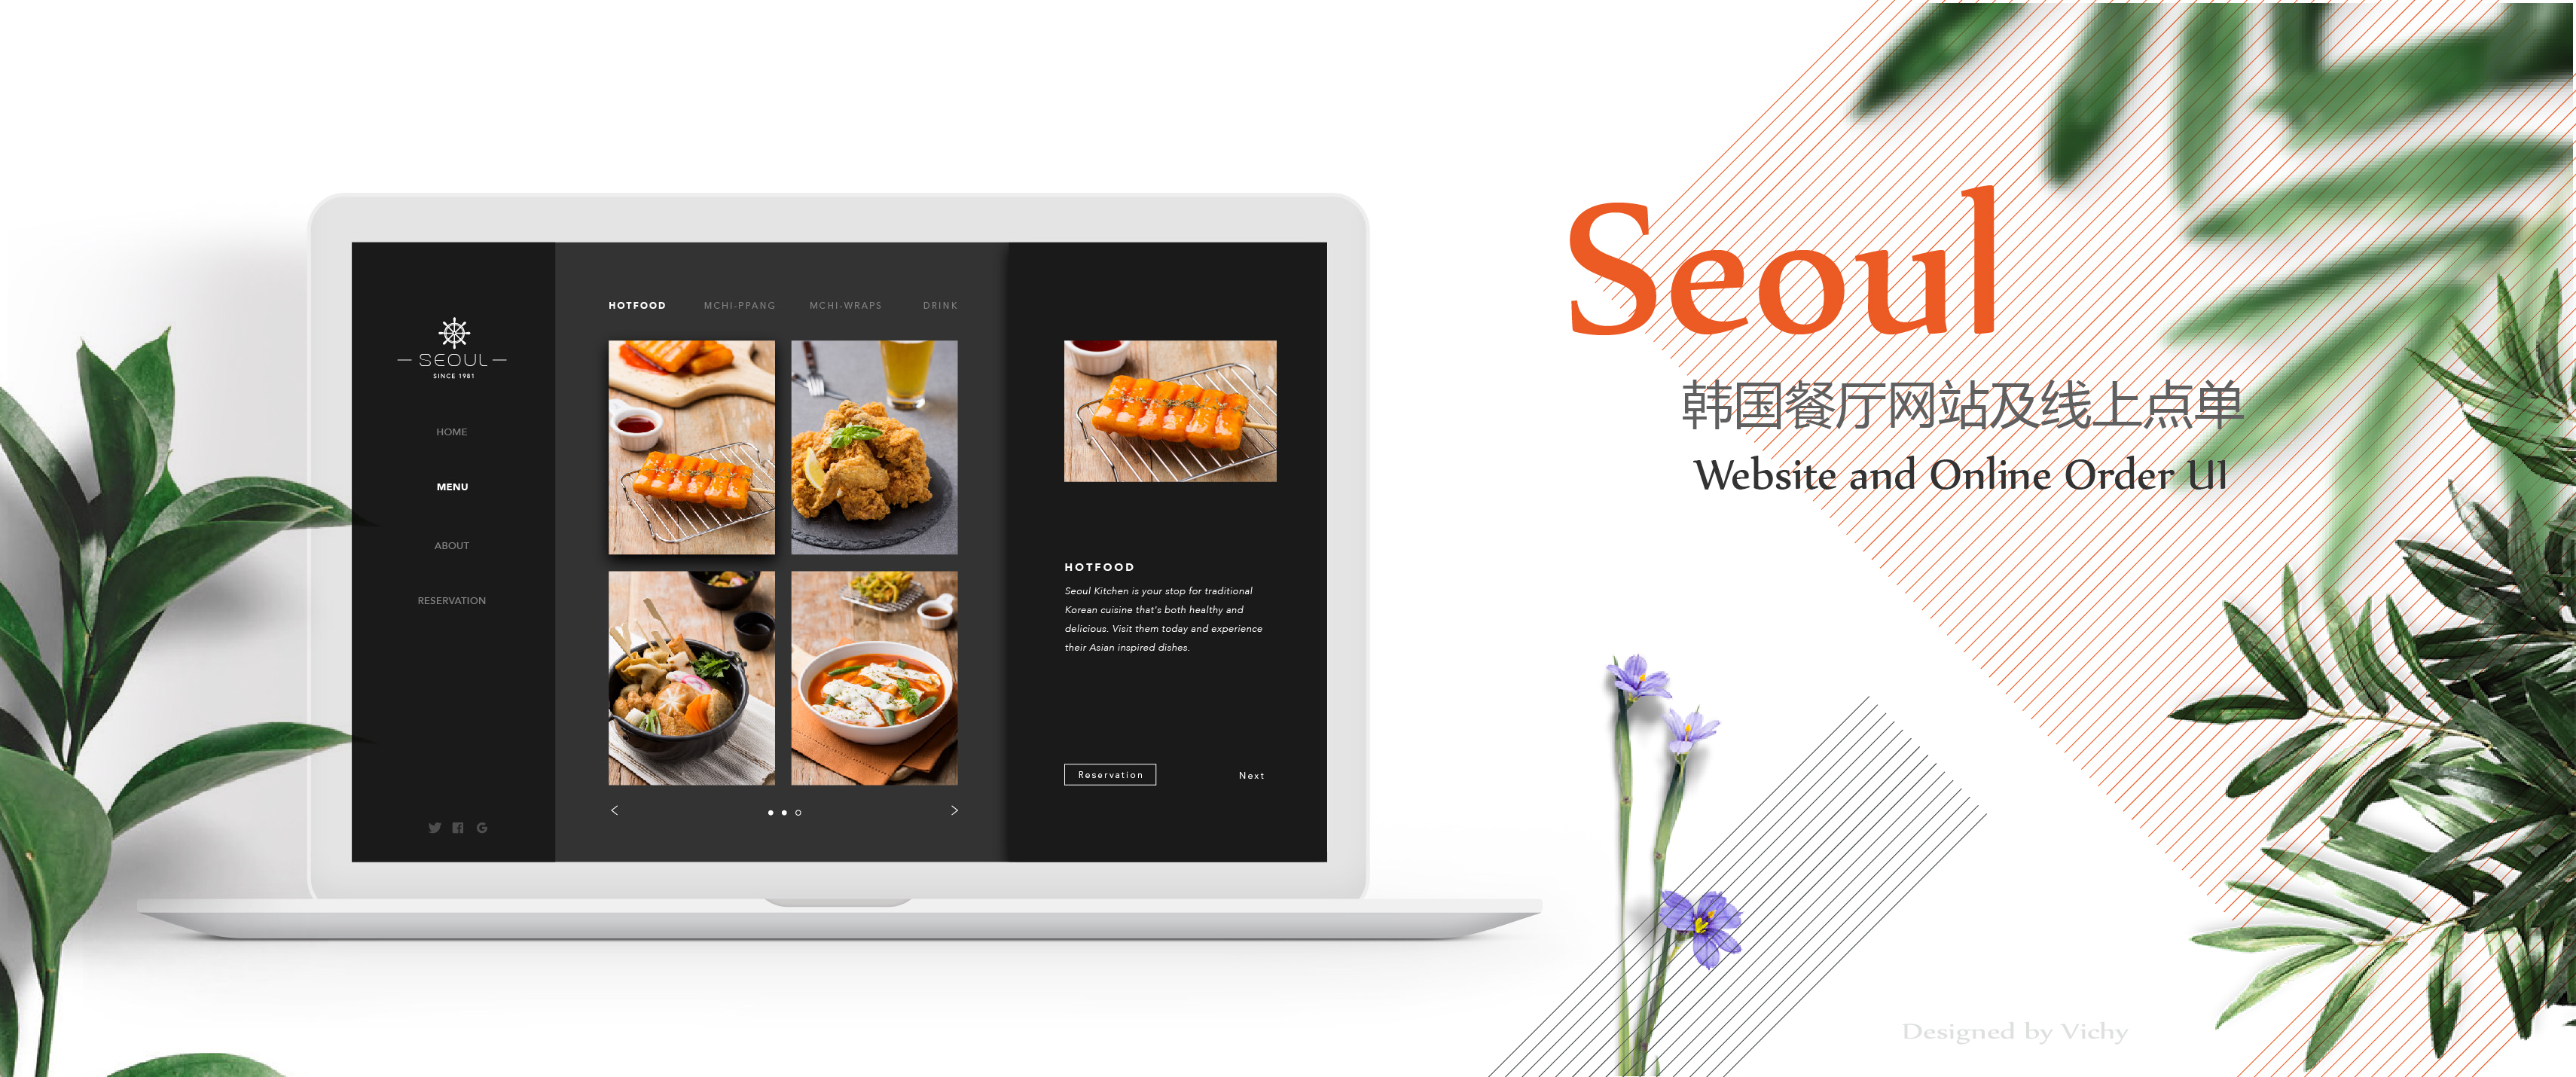 SEOUL
SINCE 1981
HOME
MENU
ABOUT
RESERVATION
HOTFOOD MCHI-PPANG MCHI-WRAPS DRINK
HOTFOOD
Seoul Kitchen is your stop for traditional
Korean cuisine that's both healthy and
delicious. Visit them today and experience
their Asian inspired dishes.
Reservation Next
Seoul
韩国餐厅网站及线上点单
Website and Online Order UI
Designed by Vichy